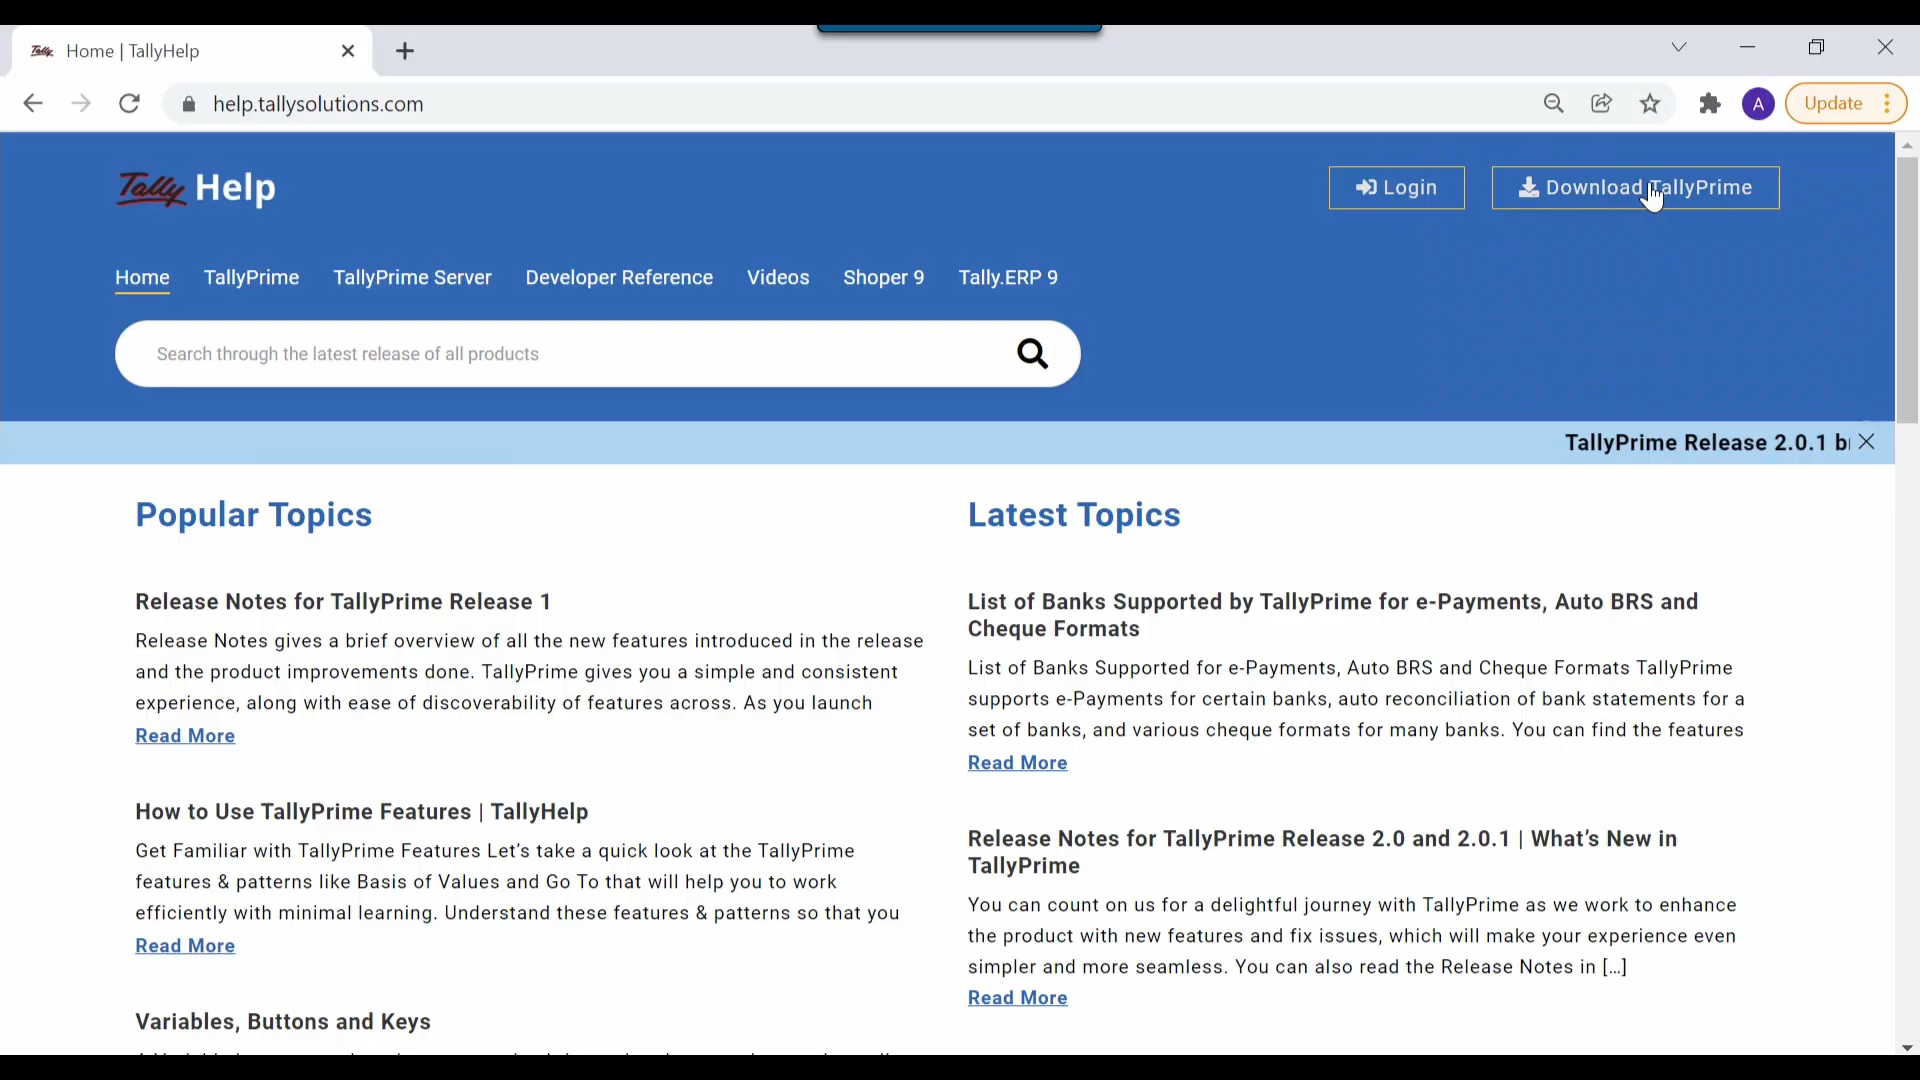 Tally Home | TallyHelp
help.tallysolutions.com
A
Update
Tally Help
Login
Download TallyPrime
Home TallyPrime TallyPrime Server Developer Reference Videos Shoper 9 Tally.ERP 9
Search through the latest release of all products
TallyPrime Release 2.0.1
Popular Topics
Release Notes for TallyPrime Release 1
Release Notes gives a brief overview of all the new features introduced in the release
and the product improvements done. TallyPrime gives you a simple and consistent
experience, along with ease of discoverability of features across. As you launch
Read More
How to Use TallyPrime Features | TallyHelp
Get Familiar with TallyPrime Features Let’s take a quick look at the TallyPrime
features & patterns like Basis of Values and Go To that will help you to work
efficiently with minimal learning. Understand these features & patterns so that you
Read More
Variables, Buttons and Keys
Latest Topics
List of Banks Supported by TallyPrime for e-Payments, Auto BRS and
Cheque Formats
List of Banks Supported for e-Payments, Auto BRS and Cheque Formats TallyPrime
supports e-Payments for certain banks, auto reconciliation of bank statements for a
set of banks, and various cheque formats for many banks. You can find the features
Read More
Release Notes for TallyPrime Release 2.0 and 2.0.1 | What’s New in
TallyPrime
You can count on us for a delightful journey with TallyPrime as we work to enhance
the product with new features and fix issues, which will make your experience even
simpler and more seamless. You can also read the Release Notes in [...]
Read More